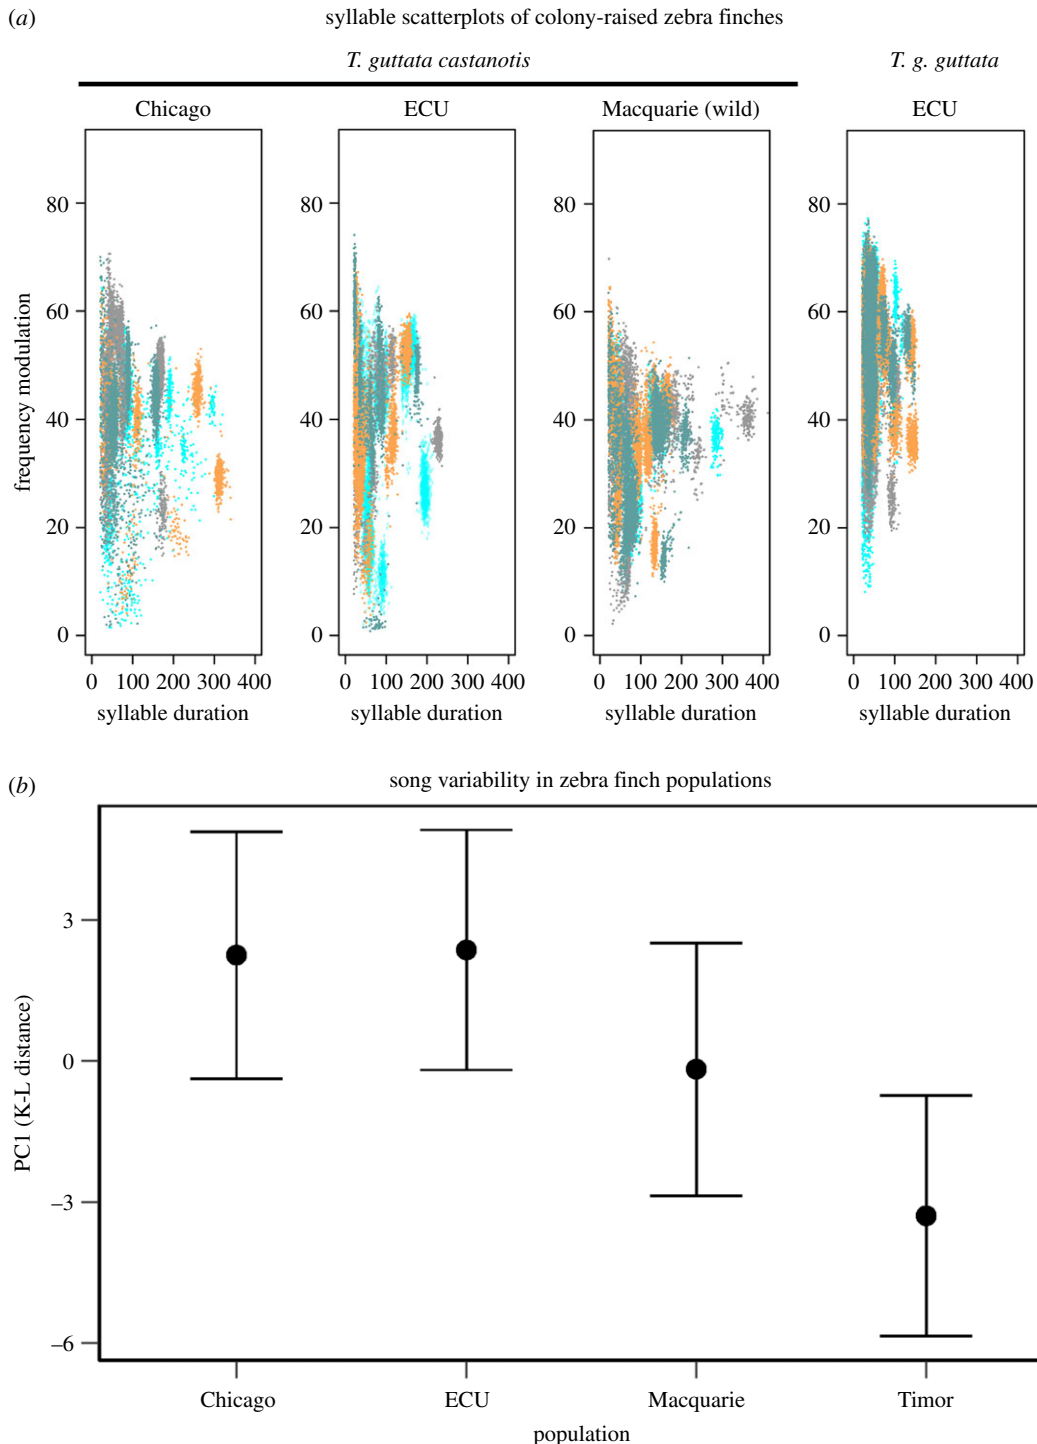 (a)
syllable scatterplots of colony-raised zebra finches
T. guttata castanotis
T. g. guttata
Chicago
ECU
Macquarie (wild)
ECU
frequency modulation
80
60
40
20
0
80
60
40
20
0
80
60
40
20
0
80
60
40
20
0
0 100 200 300 400
0 100 200 300 400
0 100 200 300 400
0 100 200 300 400
syllable duration
syllable duration
syllable duration
syllable duration
(b)
song variability in zebra finch populations
PC1 (K-L distance)
3
0
–3
–6
Chicago
ECU
Macquarie
Timor
population